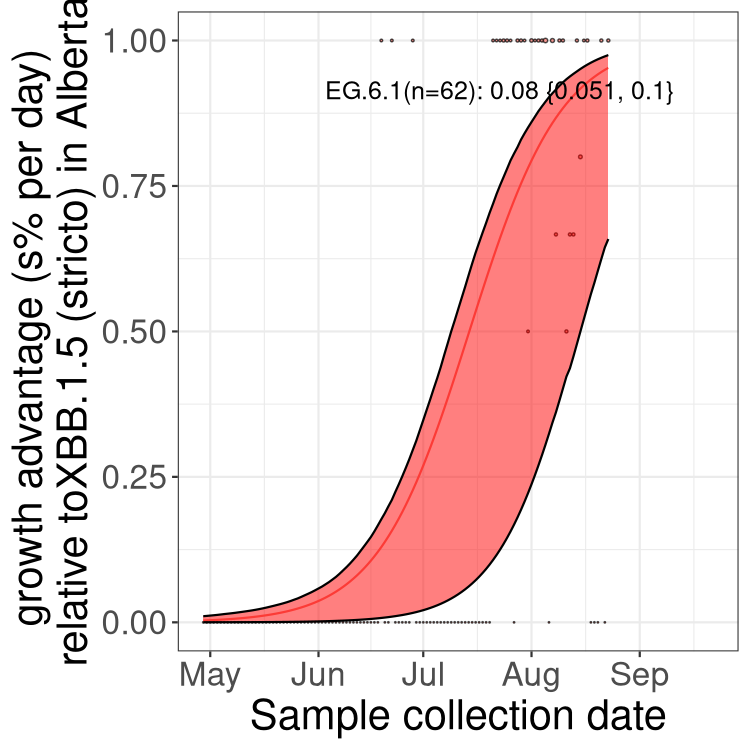 growth advantage (s% per day)
relative toXBB.1.5 (stricto) in Alberta
1.00
0.75
0.50
0.25
0.00
EG.6.1(n=62): 0.08 {0.051, 0.1}
May Jun Jul Aug Sep
Sample collection date